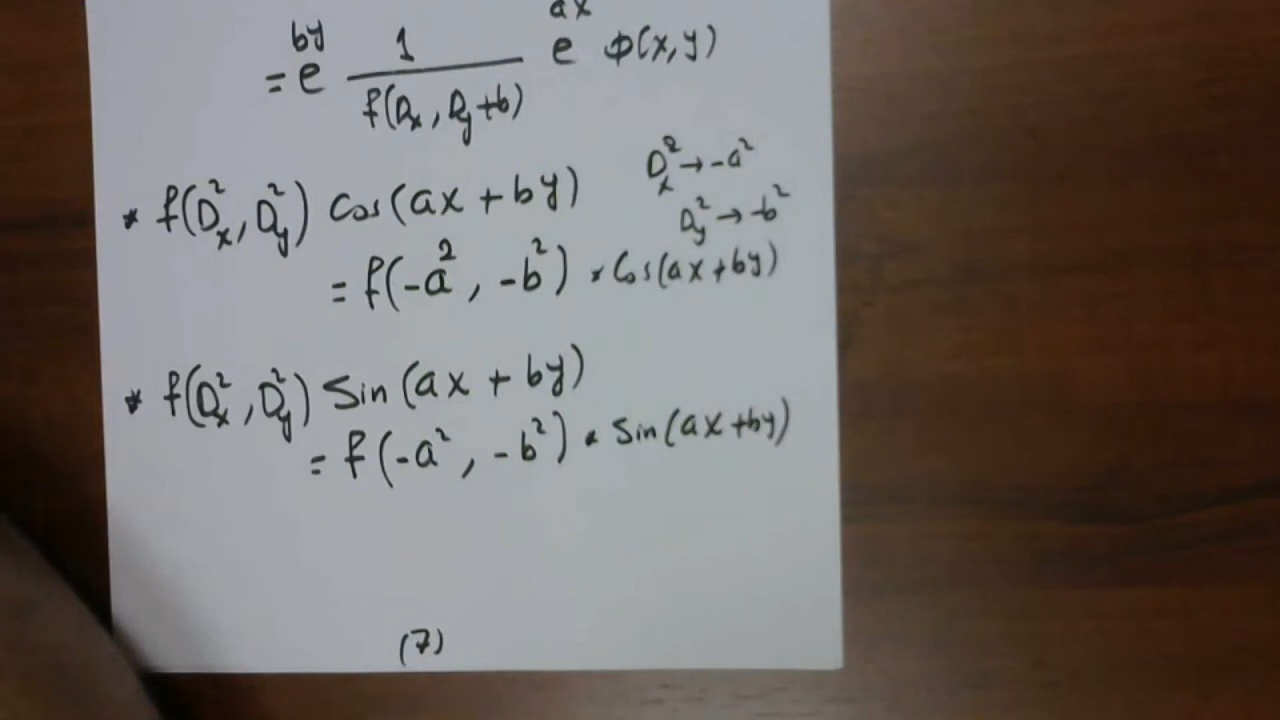 = e^{by} \frac{1}{f(D_x, D_y+b)} e^{ax} φ(x,y)
* f(D_x^2, D_y^2) Cos(ax + by) D_x^2 → -a^2
D_y^2 → -b^2
= f(-a^2, -b^2) * Cos(ax+by)
* f(D_x^2, D_y^2) Sin(ax + by)
= f(-a^2, -b^2) * Sin(ax+by)
(7)